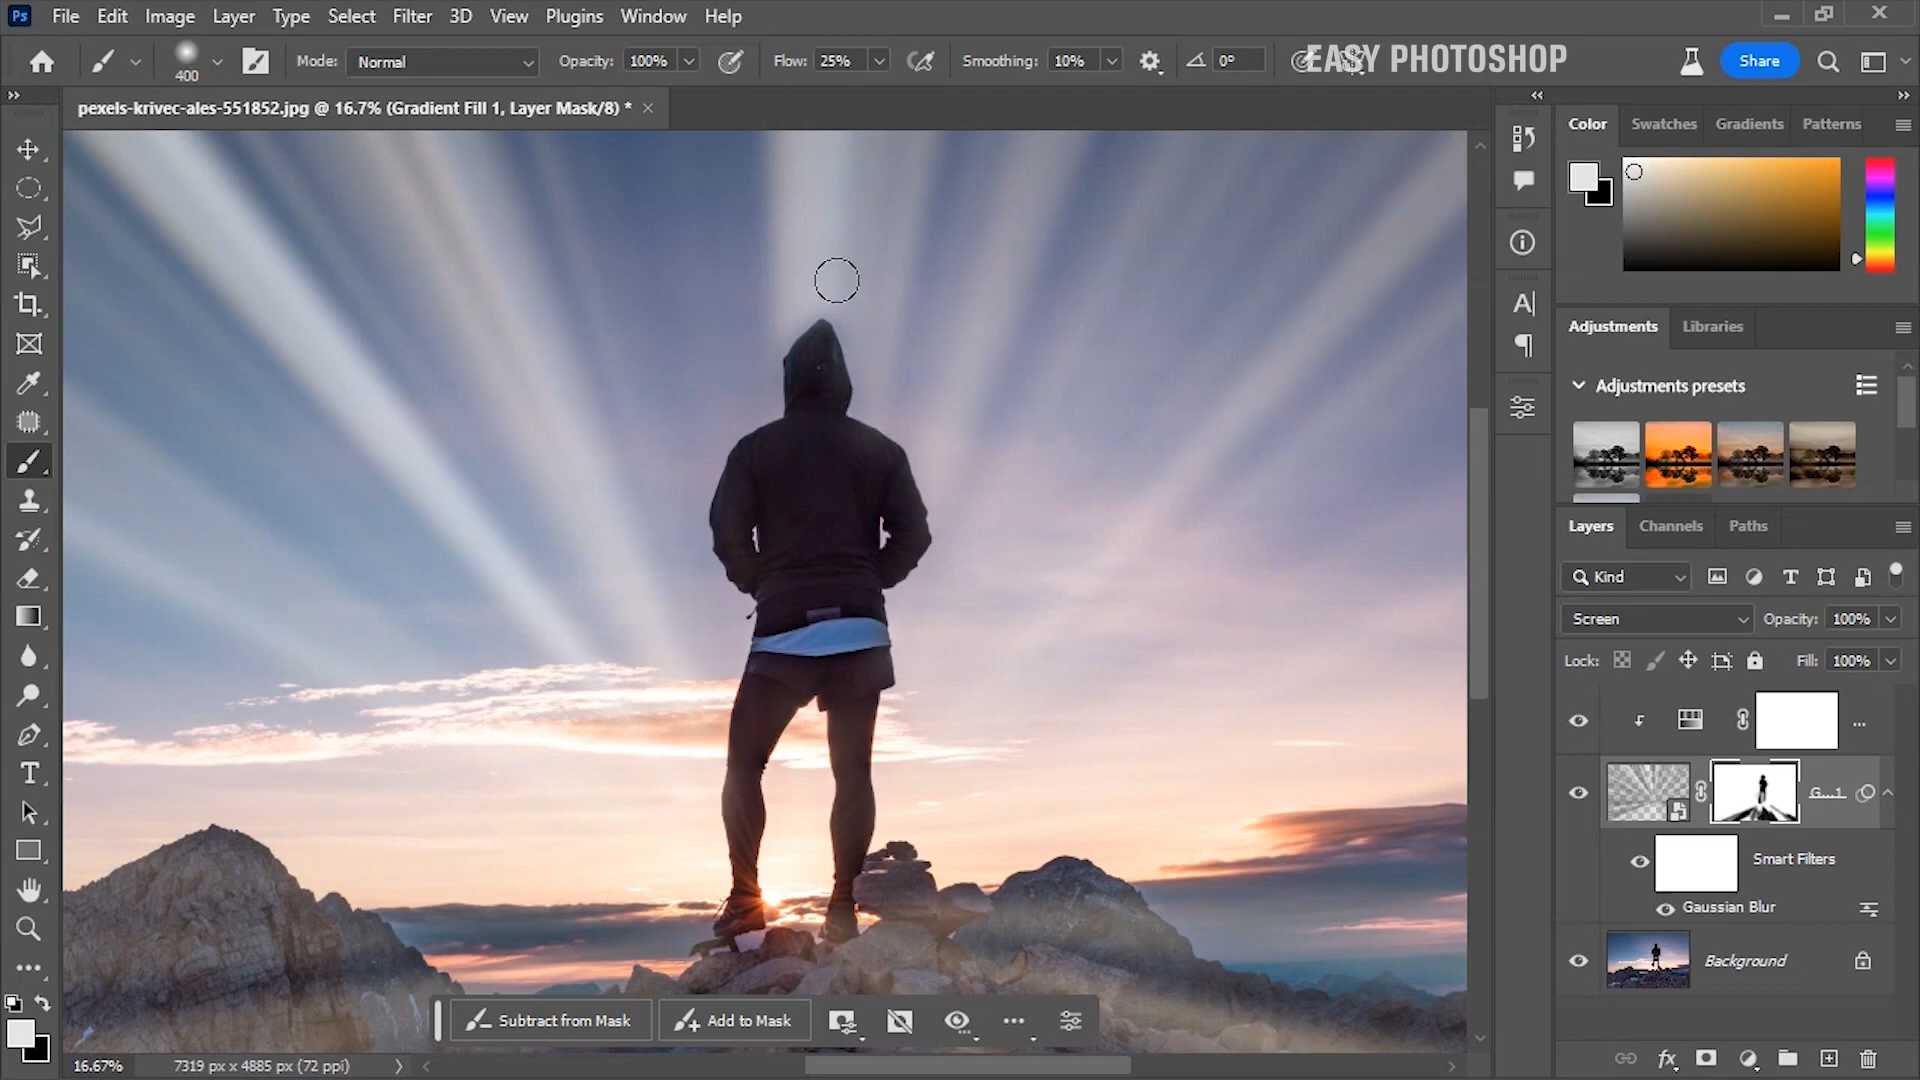 Ps File Edit Image Layer Type Select Filter 3D View Plugins Window Help
400 Mode: Normal Opacity: 100% Flow: 25% Smoothing: 10% 0° EASY PHOTOSHOP Share
pexels-krivec-ales-551852.jpg @ 16.7% (Gradient Fill 1, Layer Mask/8) *
Color Swatches Gradients Patterns
Adjustments Libraries
Adjustments presets
Layers Channels Paths
Kind
Screen Opacity: 100%
Lock: Fill: 100%
...
G...1
Smart Filters
Gaussian Blur
Background
Subtract from Mask Add to Mask
16.67% 7319 px x 4885 px (72 ppi)